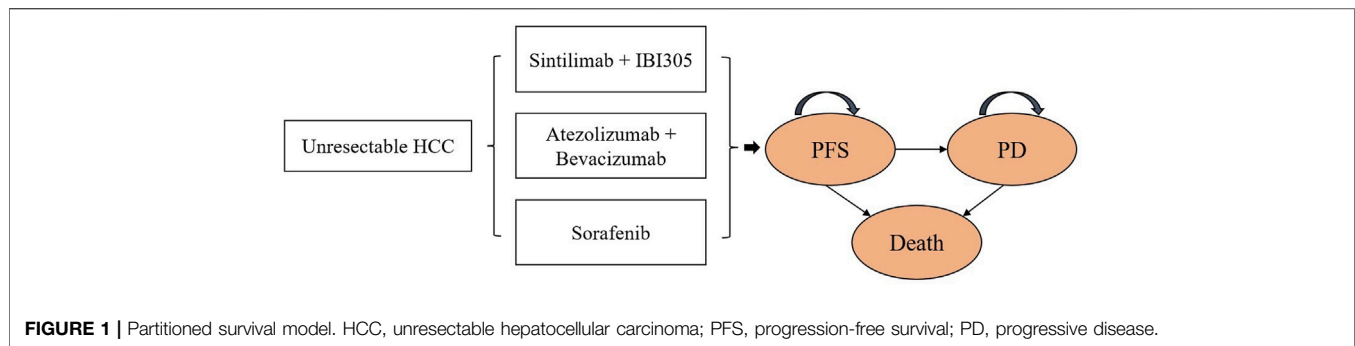 Unresectable HCC
Sintilimab + IBI305
Atezolizumab +
Bevacizumab
Sorafenib
PFS
PD
Death
FIGURE 1 | Partitioned survival model. HCC, unresectable hepatocellular carcinoma; PFS, progression-free survival; PD, progressive disease.